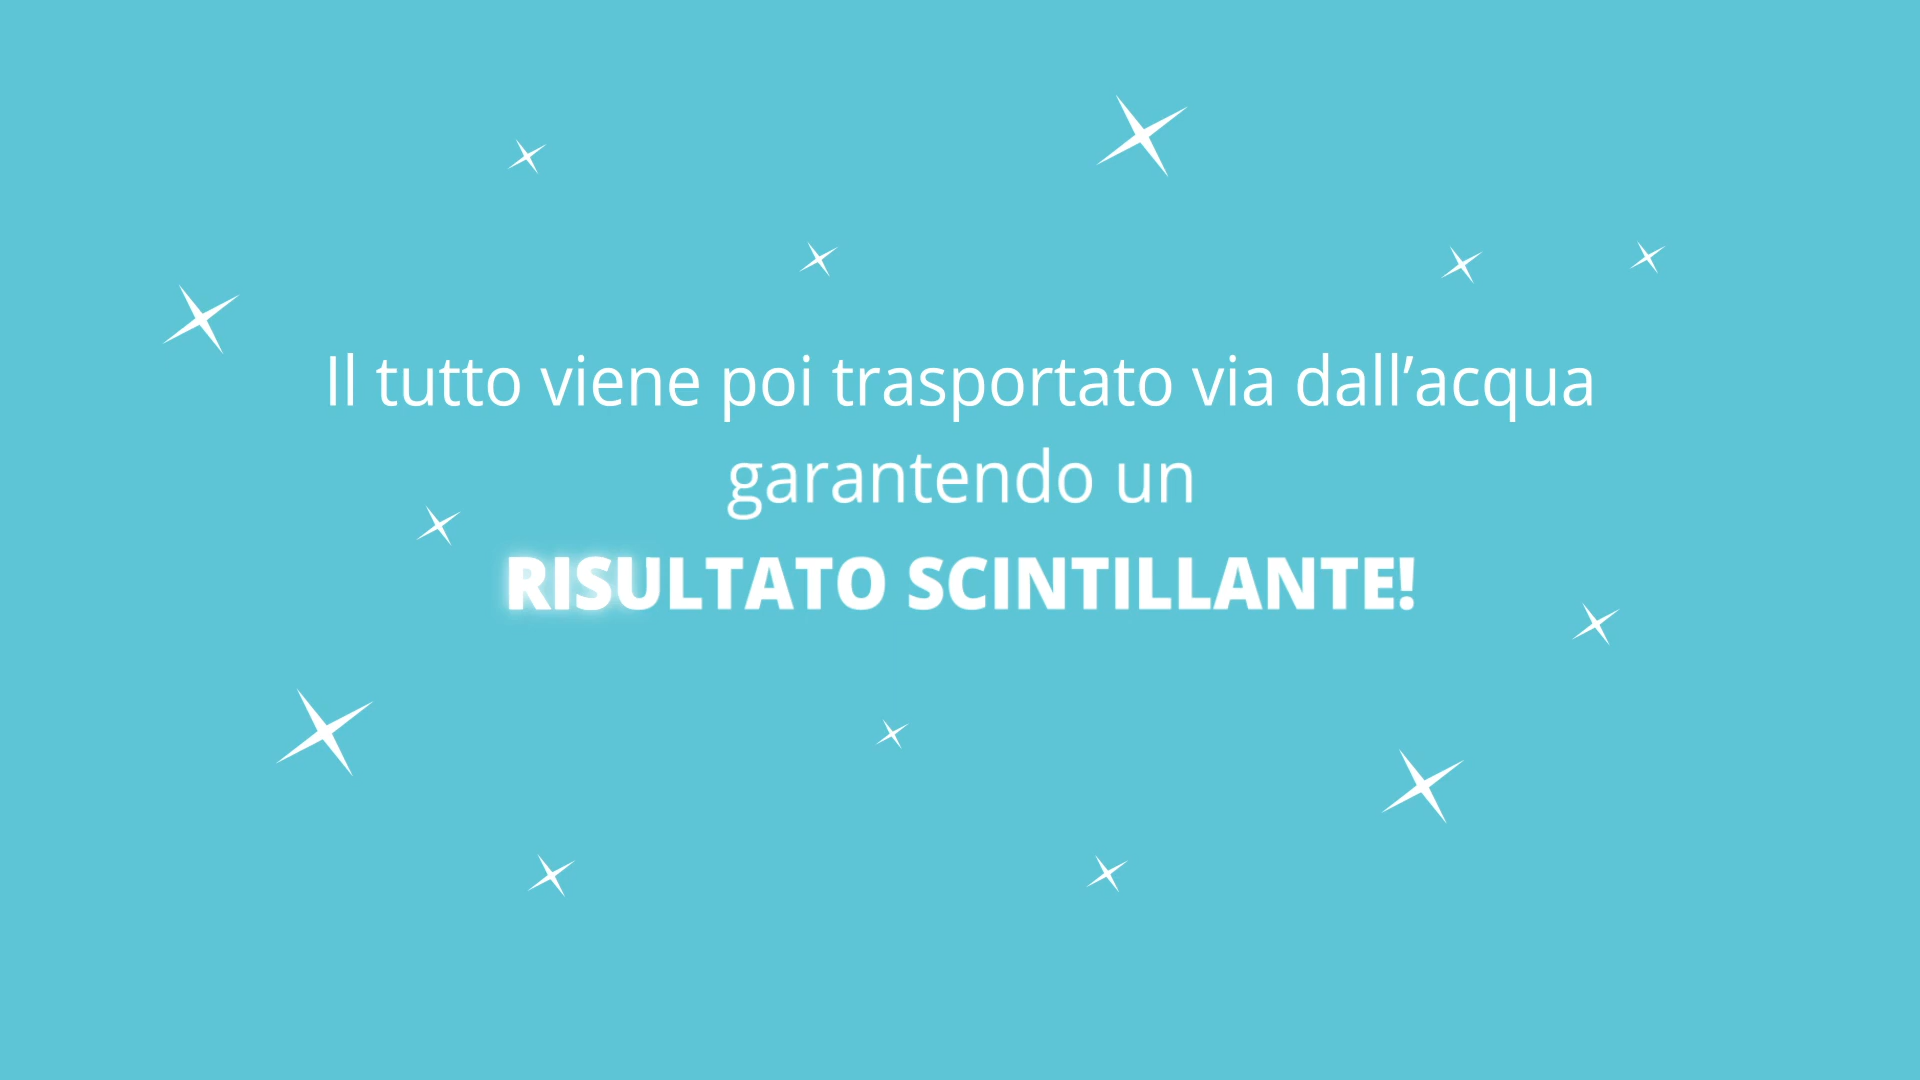 Il tutto viene poi trasportato via dall’acqua
garantendo un
RISULTATO SCINTILLANTE!